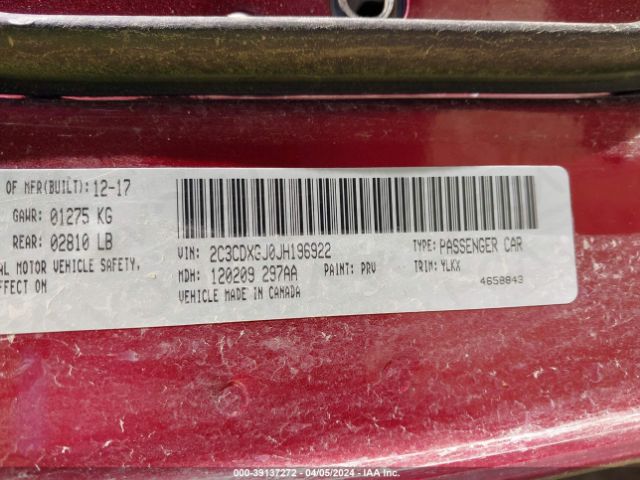 OF MFR(BUILT): 12-17
GAWR: 01275 KG
REAR: 02810 LB
AL MOTOR VEHICLE SAFETY,
EFFECT ON
VIN: 2C3CDXGJ0JH196922
TYPE: PASSENGER CAR
MDH: 120209 297AA
PAINT: PRV
TRIM: YLKX
VEHICLE MADE IN CANADA
4658843
000-39137272 - 04/05/2024 - IAA Inc.